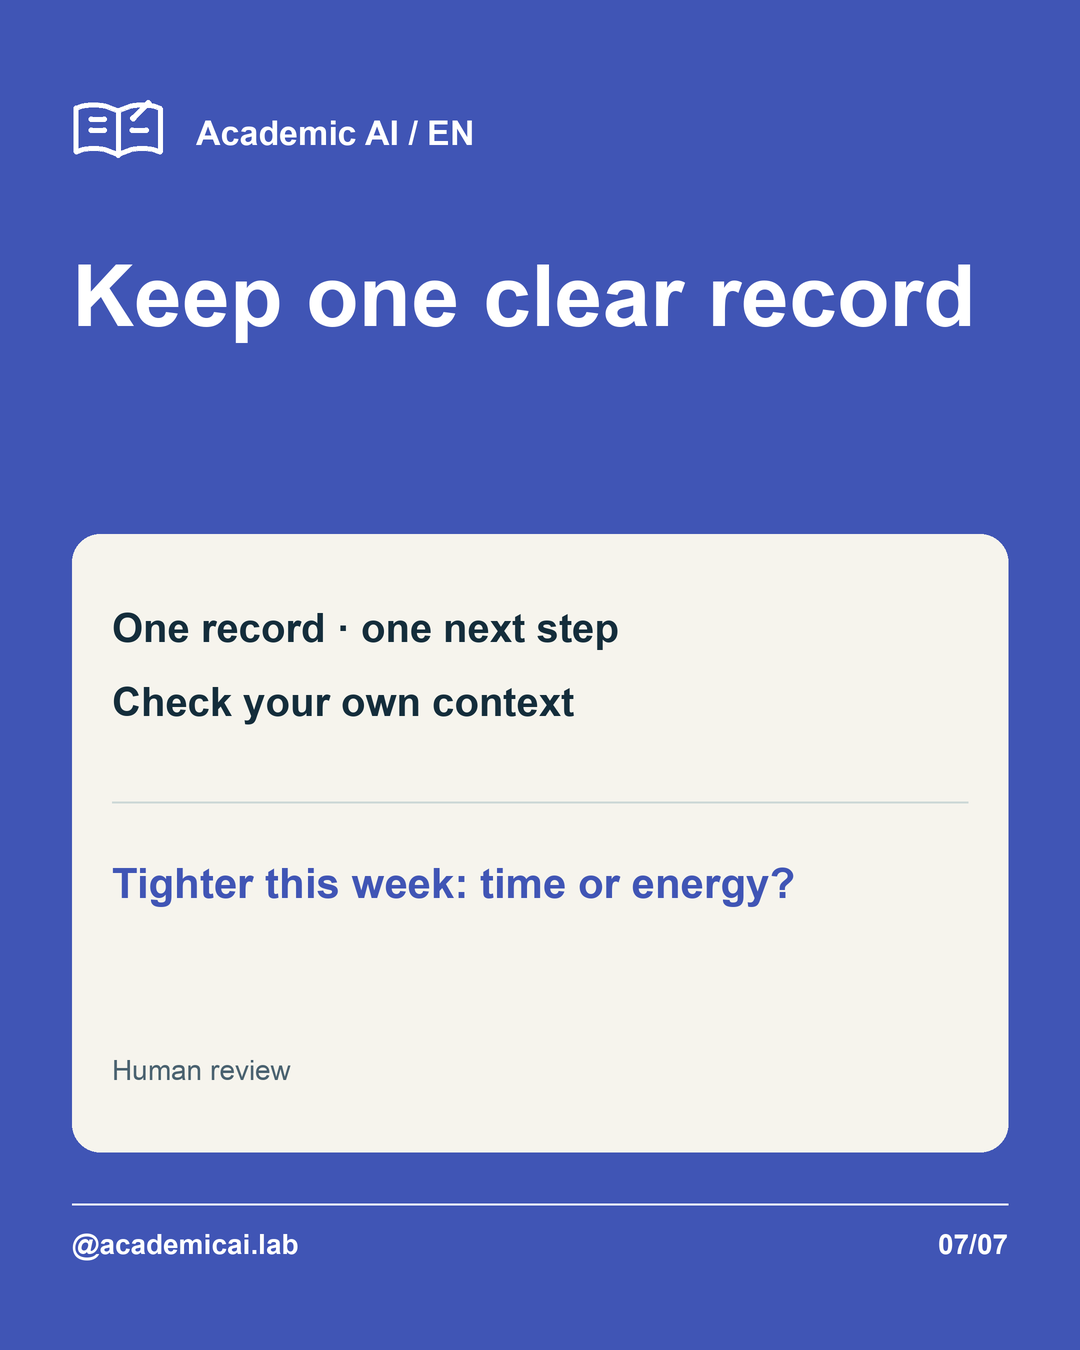 Academic AI / EN
Keep one clear record
One record · one next step
Check your own context
Tighter this week: time or energy?
Human review
@academicai.lab
07/07